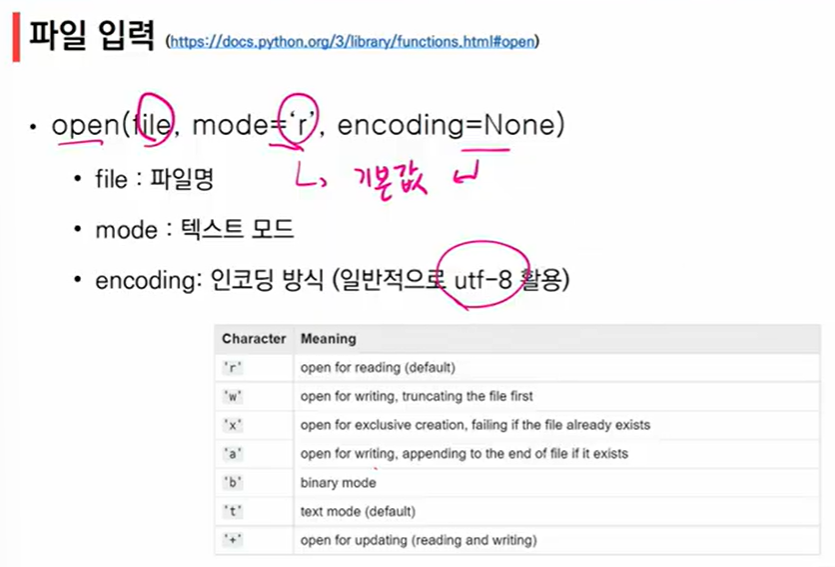 파일 입력 (https://docs.python.org/3/library/functions.html#open)
• open(file, mode='r', encoding=None)
• file : 파일명
기본값
• mode : 텍스트 모드
• encoding: 인코딩 방식 (일반적으로 utf-8 활용)
Character Meaning
'r' open for reading (default)
'w' open for writing, truncating the file first
'x' open for exclusive creation, failing if the file already exists
'a' open for writing, appending to the end of file if it exists
'b' binary mode
't' text mode (default)
'+' open for updating (reading and writing)